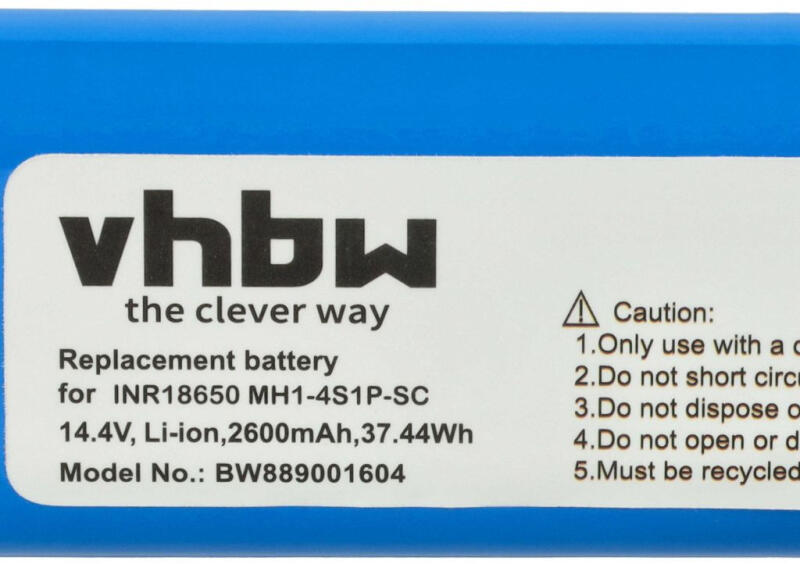 vhbw
the clever way
Replacement battery
for INR18650 MH1-4S1P-SC
14.4V, Li-ion,2600mAh,37.44Wh
Model No.: BW889001604
Caution:
1.Only use with a
2.Do not short
3.Do not dispose
4.Do not open or
5.Must be recycled